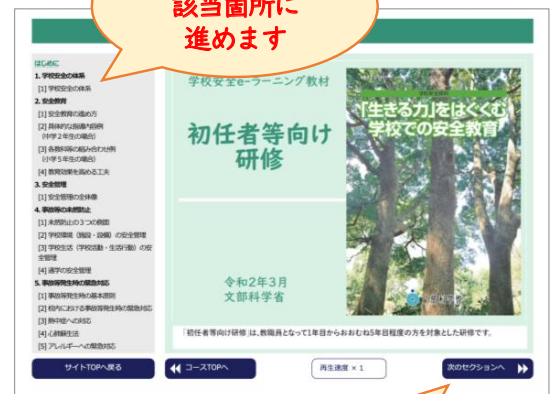 該当箇所に
進めます
はじめに
1. 学校安全の体系
[1] 学校安全の体系
2. 安全教育
[1] 安全教育の進め方
[2] 具体的な指導内容例
(中学2年生の場合)
[3] 各教科等の組み合わせ例
(小学5年生の場合)
[4] 教育効果を高める工夫
3. 安全管理
[1] 安全管理の全体像
4. 事故等の未然防止
[1] 未然防止の3つの側面
[2] 学校環境(施設・設備)の安全管理
[3] 学校生活(学校活動・生活行動)の安
全管理
[4] 通学の安全管理
5. 事故等発生時の緊急対応
[1] 事故等発生時の基本原則
[2] 校内における事故等発生時の緊急対応
[3] 熱中症への対応
[4] 心肺蘇生法
[5] アレルギーへの緊急対応
学校安全e-ラーニング教材
初任者等向け
研修
令和2年3月
文部科学省
学校安全資料
「生きる力」をはぐくむ
学校での安全教育
文部科学省
「初任者等向け研修」は、教職員となって1年目からおおむね5年目程度の方を対象とした研修です。
サイトTOPへ戻る
コースTOPへ
再生速度 × 1
次のセクションへ